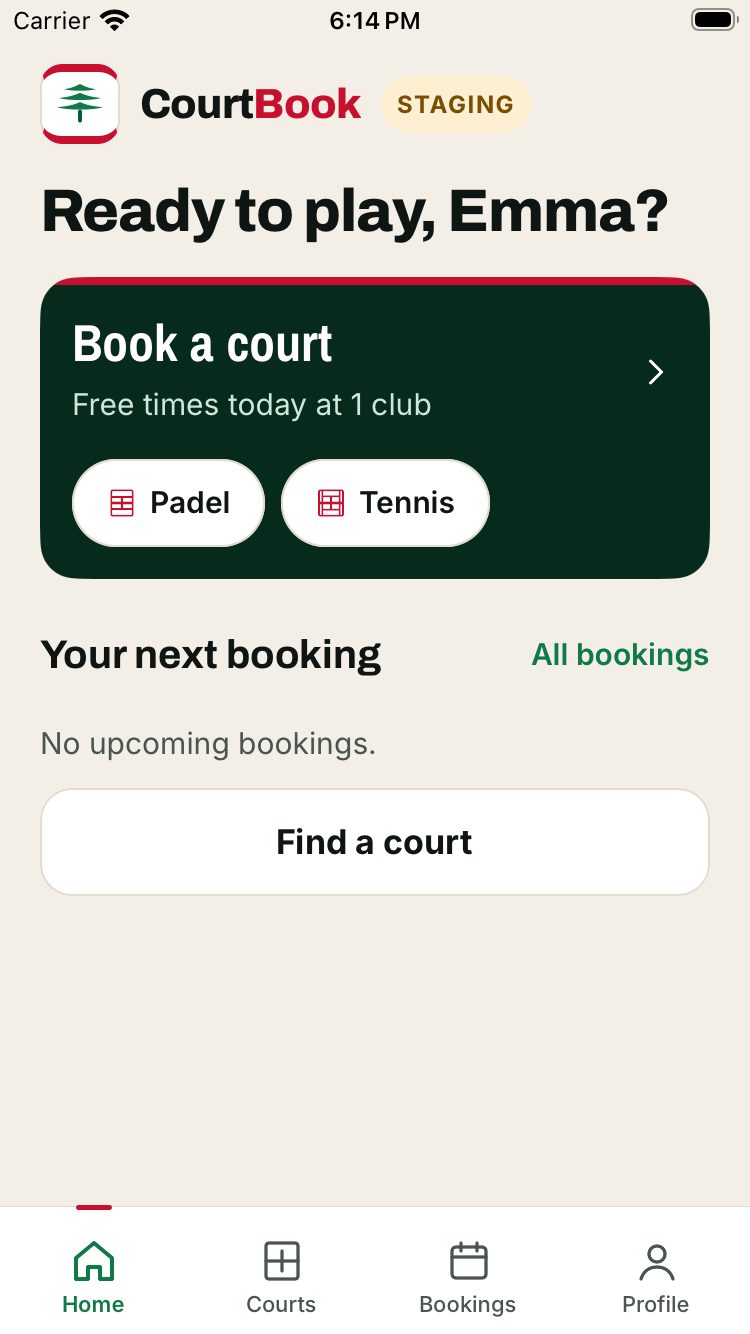 Carrier 6:14 PM
CourtBook STAGING
Ready to play, Emma?
Book a court
Free times today at 1 club
Padel Tennis
Your next booking All bookings
No upcoming bookings.
Find a court
Home Courts Bookings Profile